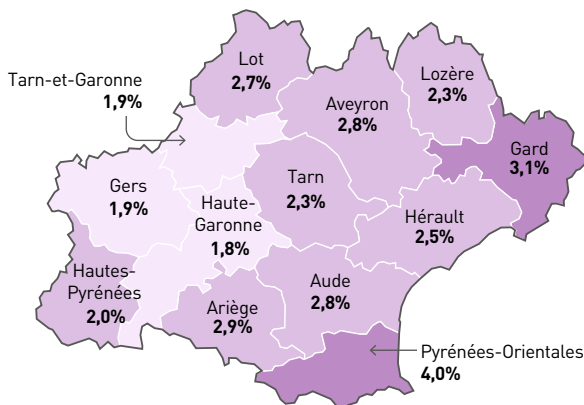 Lot
2,7%
Lozère
2,3%
Tarn-et-Garonne
1,9%
Aveyron
2,8%
Gard
3,1%
Gers
1,9%
Tarn
2,3%
Haute-
Garonne
1,8%
Hérault
2,5%
Hautes-
Pyrénées
2,0%
Aude
2,8%
Ariège
2,9%
Pyrénées-Orientales
4,0%